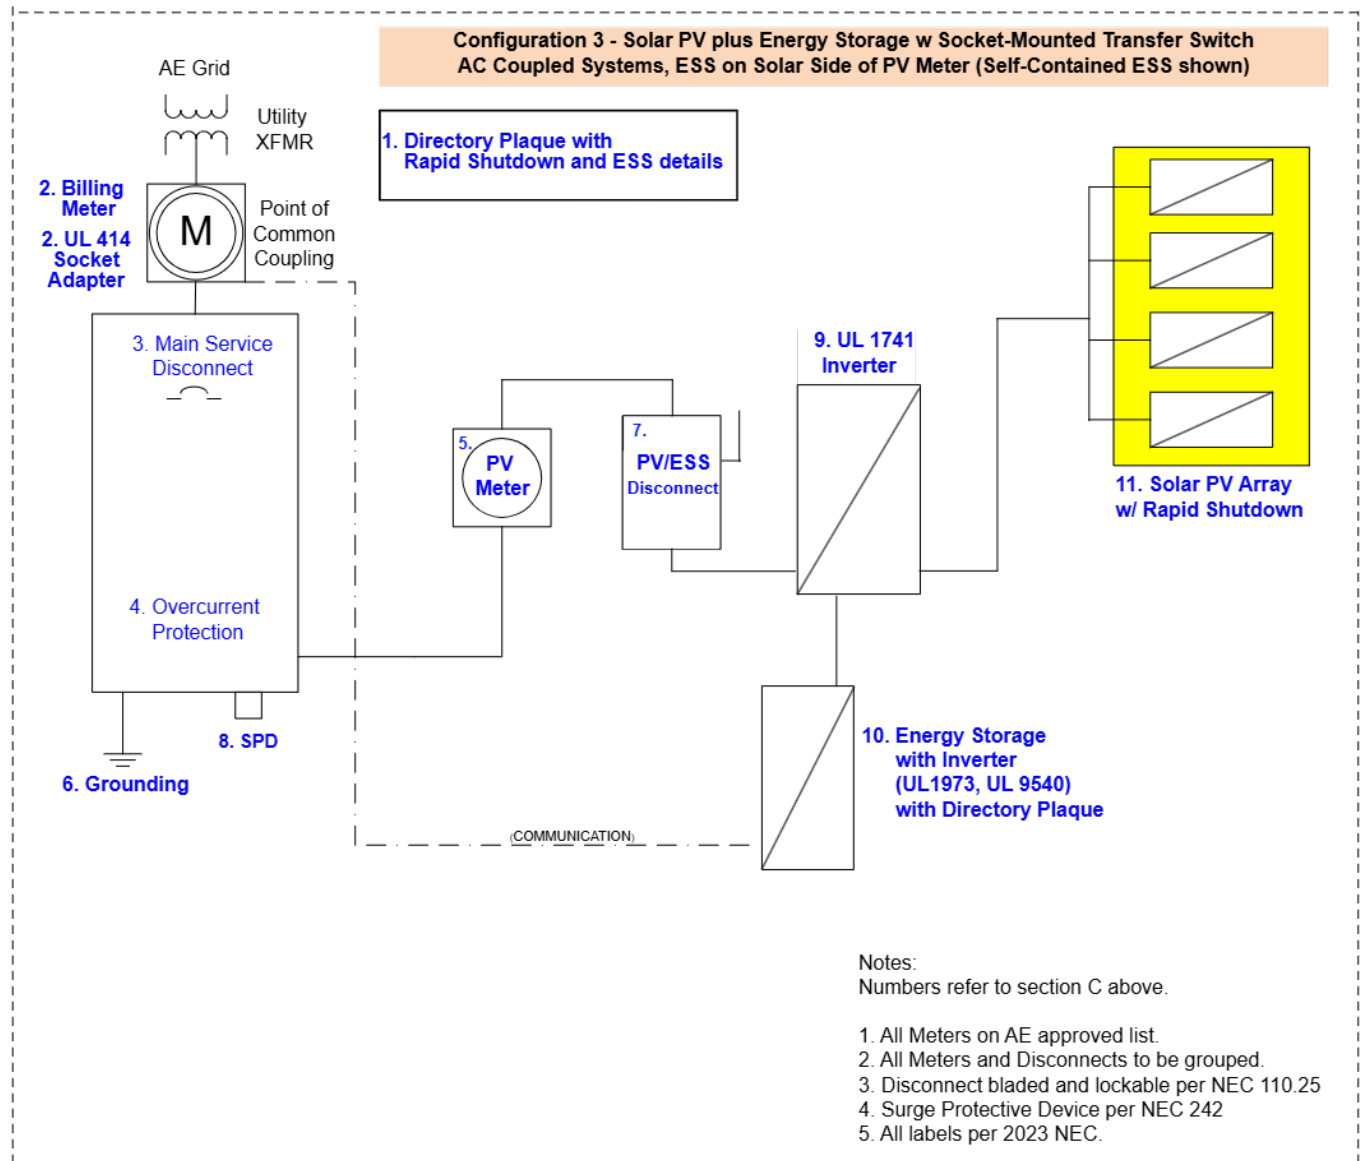 Configuration 3 - Solar PV plus Energy Storage w Socket-Mounted Transfer Switch
AC Coupled Systems, ESS on Solar Side of PV Meter (Self-Contained ESS shown)
AE Grid
Utility
XFMR
1. Directory Plaque with
Rapid Shutdown and ESS details
2. Billing
Meter
2. UL 414
Socket
Adapter
M
Point of
Common
Coupling
3. Main Service
Disconnect
4. Overcurrent
Protection
5.
PV
Meter
7.
PV/ESS
Disconnect
9. UL 1741
Inverter
11. Solar PV Array
w/ Rapid Shutdown
8. SPD
6. Grounding
10. Energy Storage
with Inverter
(UL1973, UL 9540)
with Directory Plaque
(COMMUNICATION)
Notes:
Numbers refer to section C above.
1. All Meters on AE approved list.
2. All Meters and Disconnects to be grouped.
3. Disconnect bladed and lockable per NEC 110.25
4. Surge Protective Device per NEC 242
5. All labels per 2023 NEC.